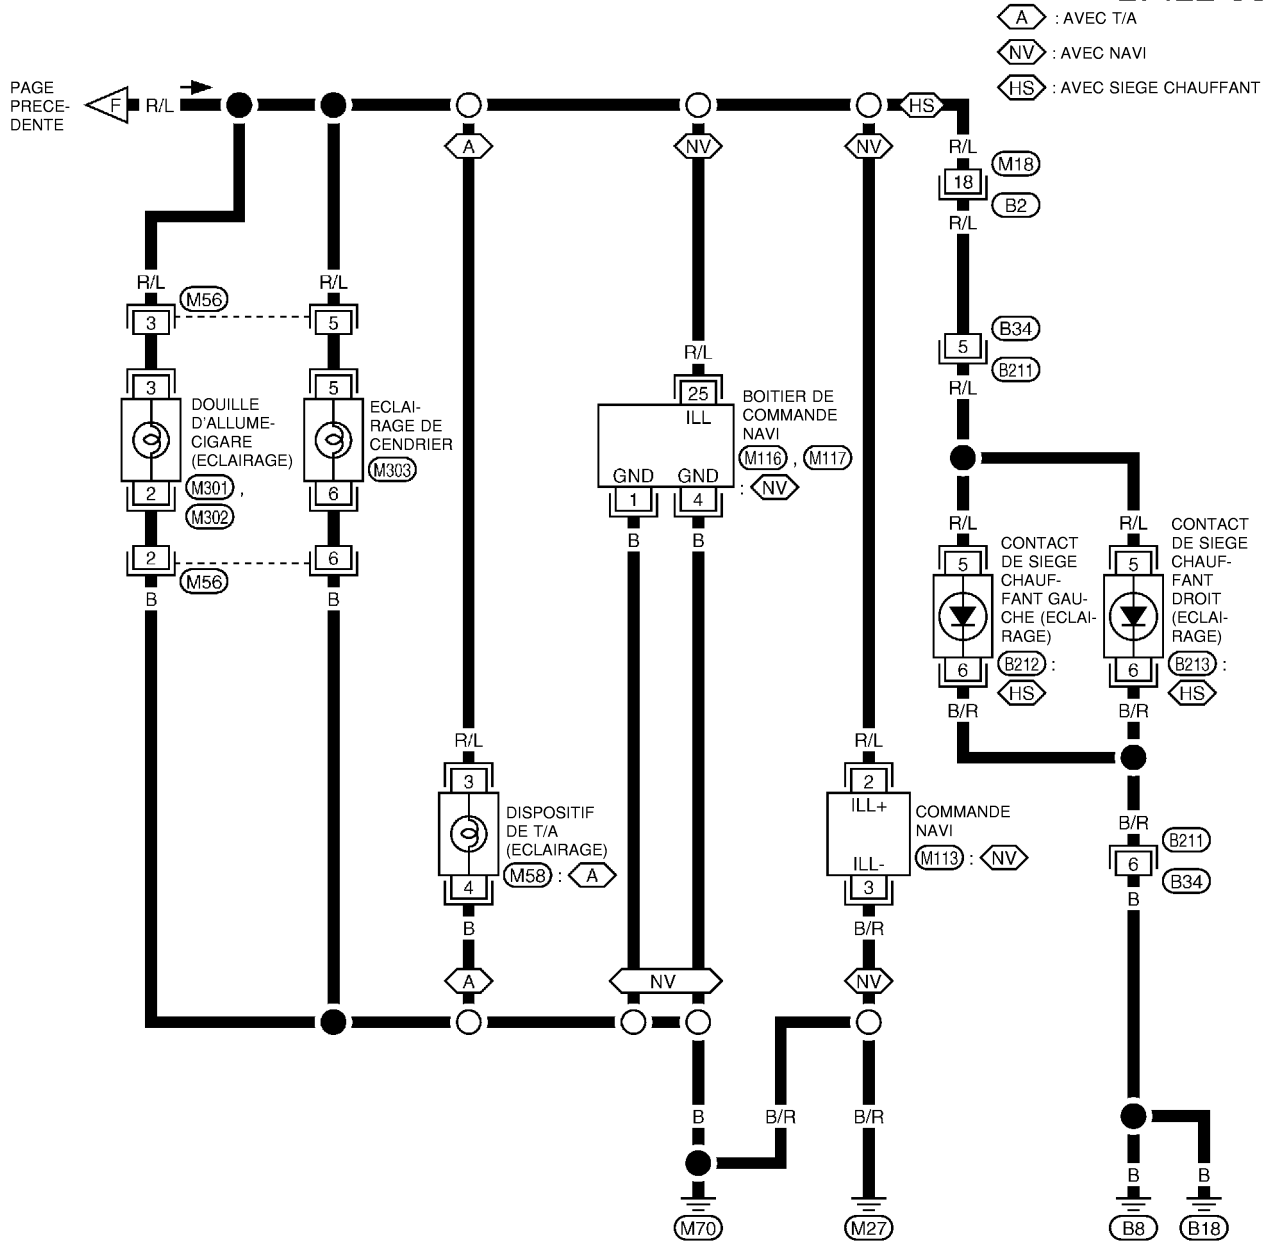 A : AVEC T/A
NV : AVEC NAVI
HS : AVEC SIEGE CHAUFFANT
PAGE
PRECE-
DENTE
F R/L
HS
A
NV
NV
R/L
M18
18
B2
R/L
R/L
R/L
M56
3
5
B34
5
B211
R/L
R/L
3
5
25
ILL
DOUILLE
D'ALLUME-
CIGARE
(ECLAIRAGE)
M301 ,
M302
ECLAI-
RAGE DE
CENDRIER
M303
BOITIER DE
COMMANDE
NAVI
M116 , M117
: NV
GND
GND
2
6
1
4
B
B
2
6
M56
B
B
R/L
R/L
5
5
CONTACT
DE SIEGE
CHAUF-
FANT GAU-
CHE (ECLAI-
RAGE)
B212 :
HS
CONTACT
DE SIEGE
CHAUF-
FANT
DROIT
(ECLAI-
RAGE)
B213 :
HS
6
6
B/R
B/R
R/L
R/L
3
2
ILL+
DISPOSITIF
DE T/A
(ECLAIRAGE)
M58 : A
COMMANDE
NAVI
M113 : NV
ILL-
4
3
B
B/R
B/R
B211
6
B34
B
A
NV
NV
B
B/R
B/R
B
B
M70
M27
B8
B18